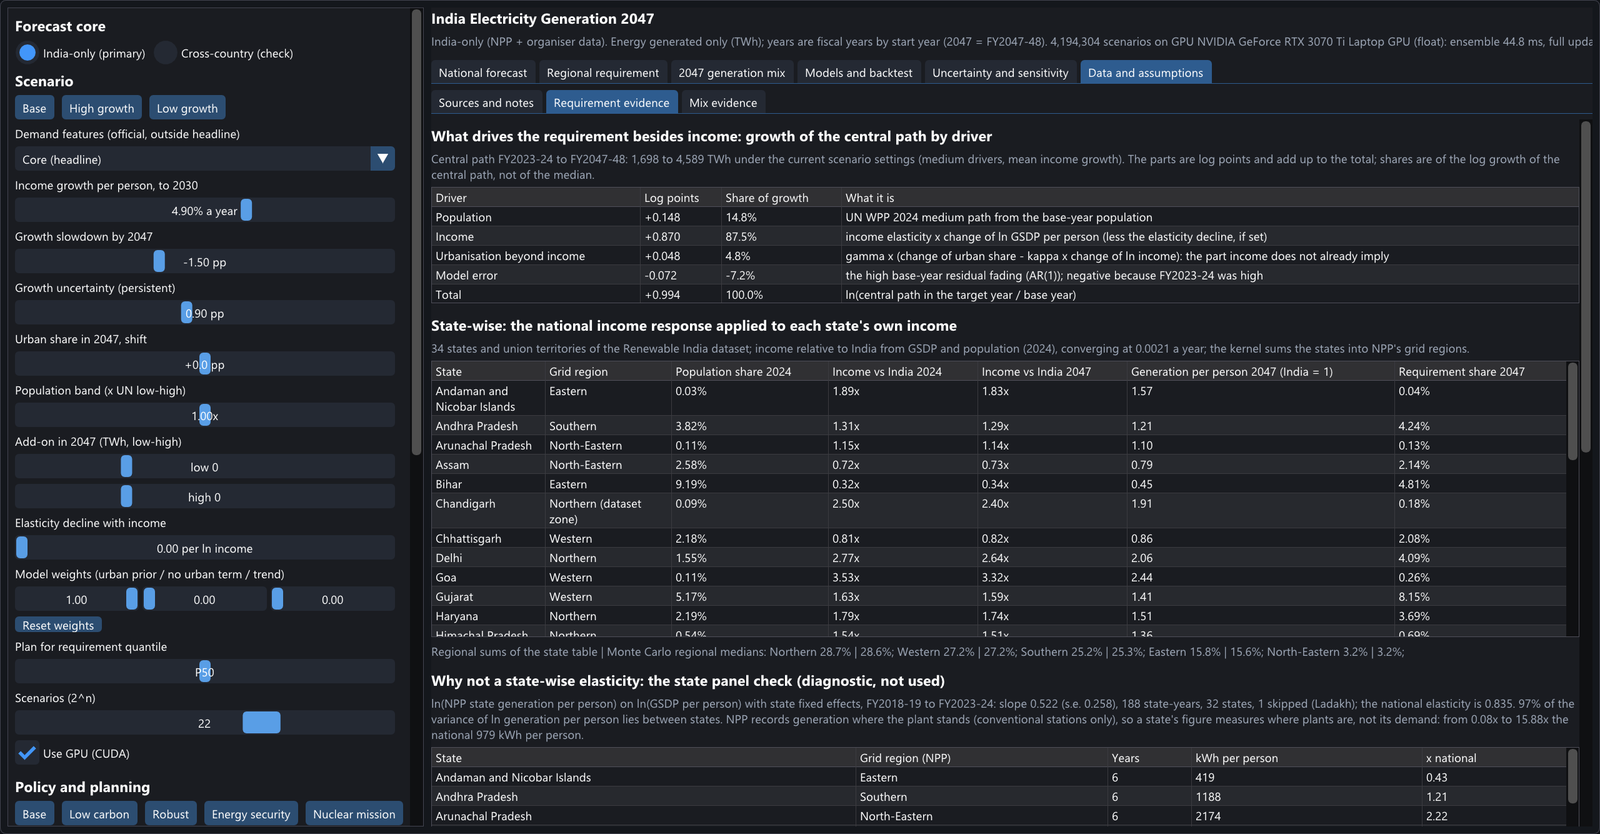 Forecast core
India-only (primary)
Cross-country (check)
Scenario
Base
High growth
Low growth
Demand features (official, outside headline)
Core (headline)
Income growth per person, to 2030
4.90% a year
Growth slowdown by 2047
-1.50 pp
Growth uncertainty (persistent)
0.90 pp
Urban share in 2047, shift
+0.0 pp
Population band (x UN low-high)
1.00x
Add-on in 2047 (TWh, low-high)
low 0
high 0
Elasticity decline with income
0.00 per ln income
Model weights (urban prior / no urban term / trend)
1.00 0.00 0.00
Reset weights
Plan for requirement quantile
P50
Scenarios (2^n)
22
Use GPU (CUDA)
Policy and planning
Base
Low carbon
Robust
Energy security
Nuclear mission
India Electricity Generation 2047
India-only (NPP + organiser data). Energy generated only (TWh); years are fiscal years by start year (2047 = FY2047-48). 4,194,304 scenarios on GPU NVIDIA GeForce RTX 3070 Ti Laptop GPU (float): ensemble 44.8 ms, full upda
National forecast
Regional requirement
2047 generation mix
Models and backtest
Uncertainty and sensitivity
Data and assumptions
Sources and notes
Requirement evidence
Mix evidence
What drives the requirement besides income: growth of the central path by driver
Central path FY2023-24 to FY2047-48: 1,698 to 4,589 TWh under the current scenario settings (medium drivers, mean income growth). The parts are log points and add up to the total; shares are of the log growth of the
central path, not of the median.
Driver Log points Share of growth What it is
Population +0.148 14.8% UN WPP 2024 medium path from the base-year population
Income +0.870 87.5% income elasticity x change of ln GSDP per person (less the elasticity decline, if set)
Urbanisation beyond income +0.048 4.8% gamma x (change of urban share - kappa x change of ln income): the part income does not already imply
Model error -0.072 -7.2% the high base-year residual fading (AR(1)); negative because FY2023-24 was high
Total +0.994 100.0% ln(central path in the target year / base year)
State-wise: the national income response applied to each state's own income
34 states and union territories of the Renewable India dataset; income relative to India from GSDP and population (2024), converging at 0.0021 a year; the kernel sums the states into NPP's grid regions.
State Grid region Population share 2024 Income vs India 2024 Income vs India 2047 Generation per person 2047 (India = 1) Requirement share 2047
Andaman and Eastern 0.03% 1.89x 1.83x 1.57 0.04%
Nicobar Islands
Andhra Pradesh Southern 3.82% 1.31x 1.29x 1.21 4.24%
Arunachal Pradesh North-Eastern 0.11% 1.15x 1.14x 1.10 0.13%
Assam North-Eastern 2.58% 0.72x 0.73x 0.79 2.14%
Bihar Eastern 9.19% 0.32x 0.34x 0.45 4.81%
Chandigarh Northern (dataset 0.09% 2.50x 2.40x 1.91 0.18%
zone)
Chhattisgarh Western 2.18% 0.81x 0.82x 0.86 2.08%
Delhi Northern 1.55% 2.77x 2.64x 2.06 4.09%
Goa Western 0.11% 3.53x 3.32x 2.44 0.26%
Gujarat Western 5.17% 1.63x 1.59x 1.41 8.15%
Haryana Northern 2.19% 1.79x 1.74x 1.51 3.69%
Himachal Pradesh Northern 0.54% 1.54x 1.51x 1.36 0.69%
Regional sums of the state table | Monte Carlo regional medians: Northern 28.7% | 28.6%; Western 27.2% | 27.2%; Southern 25.2% | 25.3%; Eastern 15.8% | 15.6%; North-Eastern 3.2% | 3.2%;
Why not a state-wise elasticity: the state panel check (diagnostic, not used)
ln(NPP state generation per person) on ln(GSDP per person) with state fixed effects, FY2018-19 to FY2023-24: slope 0.522 (s.e. 0.258), 188 state-years, 32 states, 1 skipped (Ladakh); the national elasticity is 0.835. 97% of the
variance of ln generation per person lies between states. NPP records generation where the plant stands (conventional stations only), so a state's figure measures where plants are, not its demand: from 0.08x to 15.88x the
national 979 kWh per person.
State Grid region (NPP) Years kWh per person x national
Andaman and Nicobar Islands Eastern 6 419 0.43
Andhra Pradesh Southern 6 1188 1.21
Arunachal Pradesh North-Eastern 6 2174 2.22